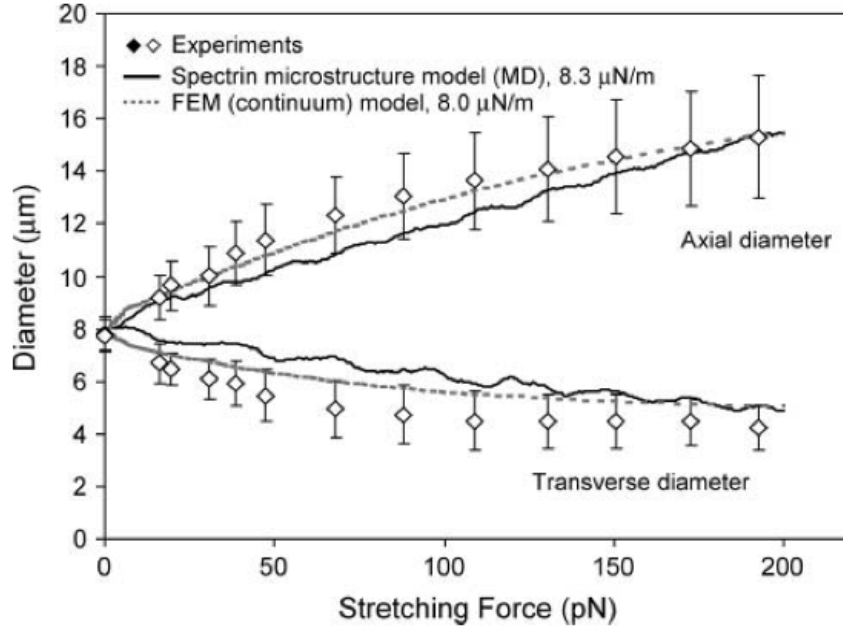 20
18
16
14
12
10
8
6
4
2
0
Diameter (μm)
Experiments
Spectrin microstructure model (MD), 8.3 μN/m
FEM (continuum) model, 8.0 μN/m
Axial diameter
Transverse diameter
0 50 100 150 200
Stretching Force (pN)